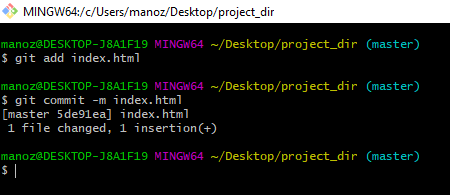 MINGW64:/c/Users/manoz/Desktop/project_dir
manoz@DESKTOP-J8A1F19 MINGW64 ~/Desktop/project_dir (master)
$ git add index.html
manoz@DESKTOP-J8A1F19 MINGW64 ~/Desktop/project_dir (master)
$ git commit -m index.html
[master 5de91ea] index.html
 1 file changed, 1 insertion(+)
manoz@DESKTOP-J8A1F19 MINGW64 ~/Desktop/project_dir (master)
$